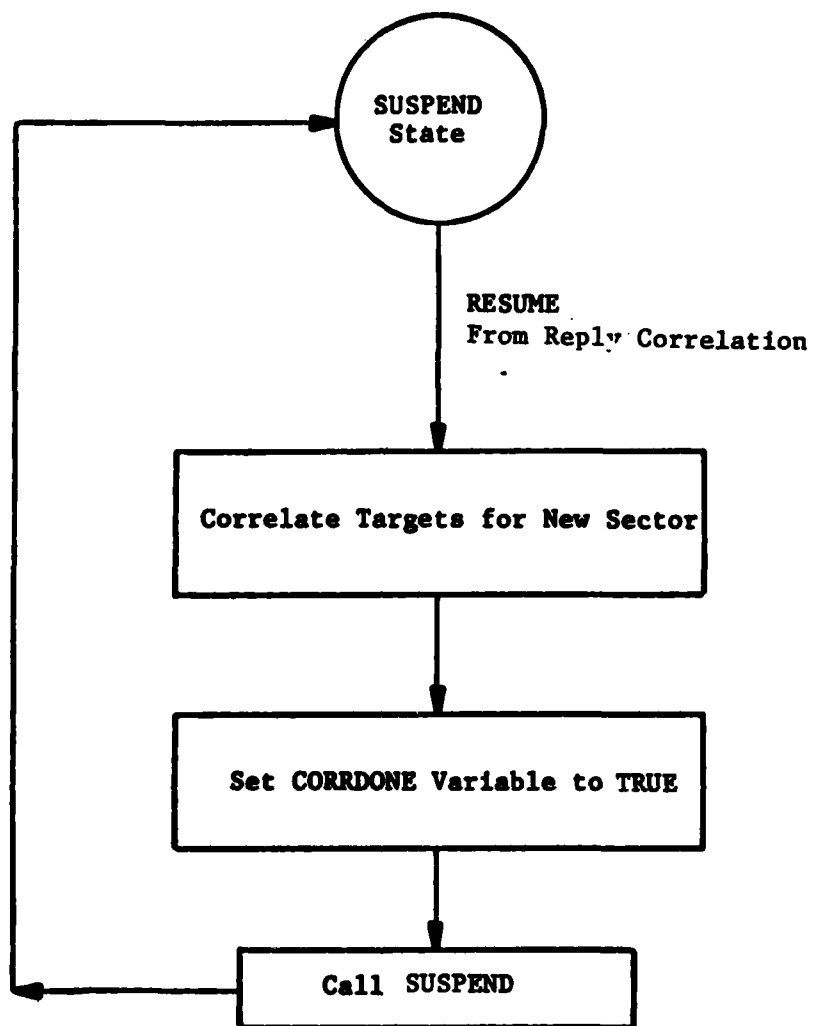 SUSPEND
State
RESUME
From Reply Correlation
Correlate Targets for New Sector
Set CORRDONE Variable to TRUE
Call SUSPEND